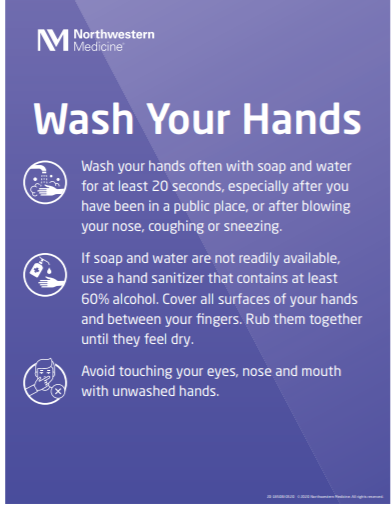 Northwestern
Medicine
Wash Your Hands
Wash your hands often with soap and water
for at least 20 seconds, especially after you
have been in a public place, or after blowing
your nose, coughing or sneezing.
If soap and water are not readily available,
use a hand sanitizer that contains at least
60% alcohol. Cover all surfaces of your hands
and between your fingers. Rub them together
until they feel dry.
Avoid touching your eyes, nose and mouth
with unwashed hands.
© 2020 Northwestern Medicine. All rights reserved.